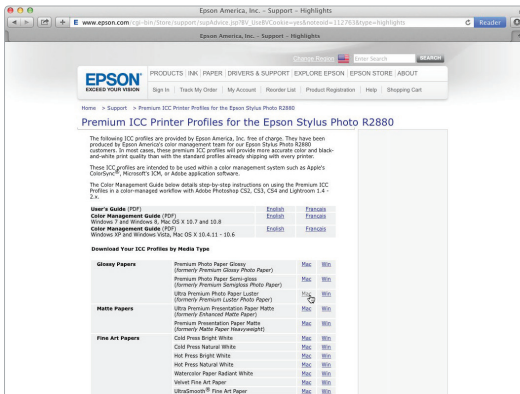 Epson America, Inc. – Support – Highlights
E www.epson.com/cgi-bin/Store/support/supAdvice.jsp?BV_UseBVCookie=yes&noteoid=112763&type=highlights
Reader
Epson America, Inc. – Support – Highlights
Change Region
Enter Search
SEARCH
EPSON
EXCEED YOUR VISION
PRODUCTS INK PAPER DRIVERS & SUPPORT EXPLORE EPSON EPSON STORE ABOUT
Sign In Track My Order My Account Reorder List Product Registration Help Shopping Cart
Home > Support > Premium ICC Printer Profiles for the Epson Stylus Photo R2880
Premium ICC Printer Profiles for the Epson Stylus Photo R2880
The following ICC profiles are provided by Epson America, Inc. free of charge. They have been
produced by Epson America's color management team for our Epson Stylus Photo R2880
customers. In most cases, these premium ICC profiles will provide more accurate color and black-
and-white print quality than with the standard profiles already shipping with every printer.
These ICC profiles are intended to be used within a color management system such as Apple's
ColorSync®, Microsoft's ICM, or Adobe application software.
The Color Management Guide below details step-by-step instructions on using the Premium ICC
Profiles in a color-managed workflow with Adobe Photoshop CS2, CS3, CS4 and Lightroom 1.4 -
2.x.
User's Guide (PDF) English Français
Color Management Guide (PDF) English Français
Windows 7 and Windows 8, Mac OS X 10.7 and 10.8
Color Management Guide (PDF) English Français
Windows XP and Windows Vista, Mac OS X 10.4.11 - 10.6
Download Your ICC Profiles by Media Type
Glossy Papers Premium Photo Paper Glossy Mac Win
(formerly Premium Glossy Photo Paper)
Premium Photo Paper Semi-gloss Mac Win
(formerly Premium Semigloss Photo Paper)
Ultra Premium Photo Paper Luster Mac Win
(formerly Premium Luster Photo Paper)
Matte Papers Ultra Premium Presentation Paper Matte Mac Win
(formerly Enhanced Matte Paper)
Premium Presentation Paper Matte Mac Win
(formerly Matte Paper Heavyweight)
Fine Art Papers Cold Press Bright White Mac Win
Cold Press Natural White Mac Win
Hot Press Bright White Mac Win
Hot Press Natural White Mac Win
Watercolor Paper Radiant White Mac Win
Velvet Fine Art Paper Mac Win
UltraSmooth® Fine Art Paper Mac Win